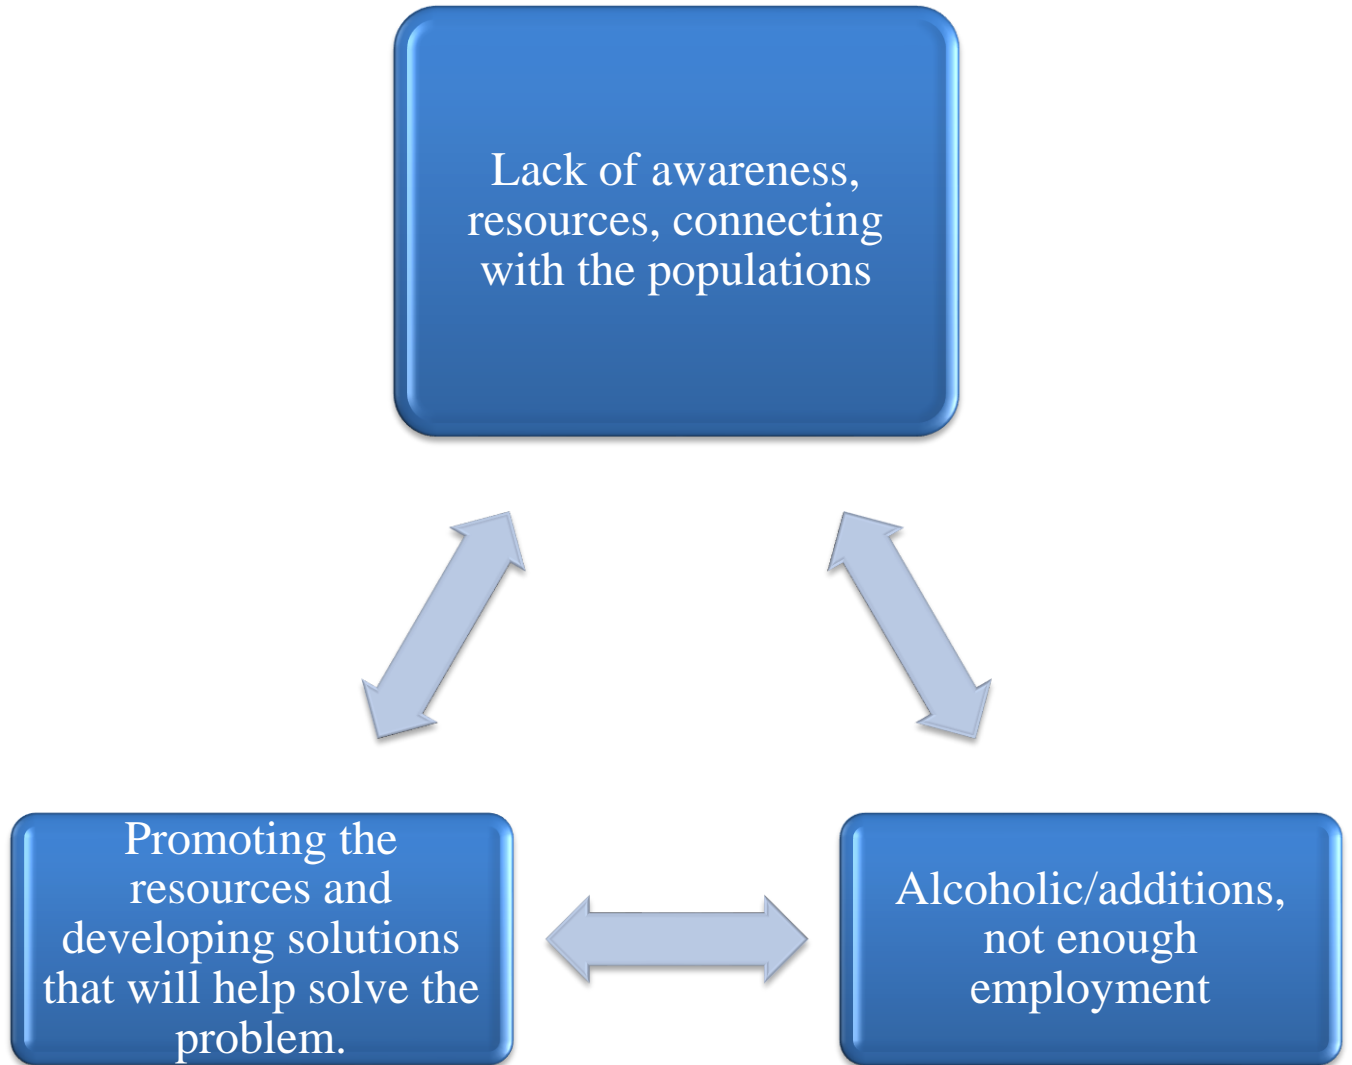 Lack of awareness,
resources, connecting
with the populations
Promoting the
resources and
developing solutions
that will help solve the
problem.
Alcoholic/additions,
not enough
employment